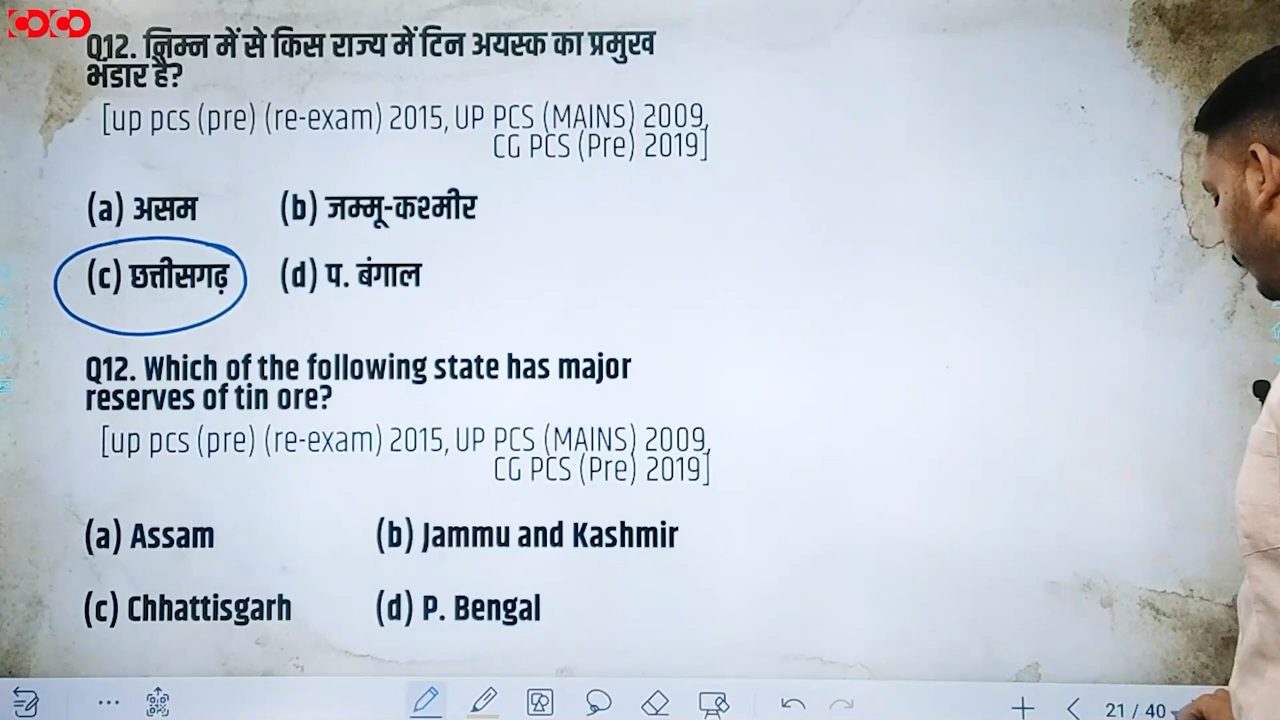 COCO
Q12. निम्न में से किस राज्य में टिन अयस्क का प्रमुख
भंडार है?
[up pcs (pre) (re-exam) 2015, UP PCS (MAINS) 2009,
CG PCS (Pre) 2019]
(a) असम (b) जम्मू-कश्मीर
(c) छत्तीसगढ़ (d) प. बंगाल
Q12. Which of the following state has major
reserves of tin ore?
[up pcs (pre) (re-exam) 2015, UP PCS (MAINS) 2009,
CG PCS (Pre) 2019]
(a) Assam (b) Jammu and Kashmir
(c) Chhattisgarh (d) P. Bengal
21 / 40